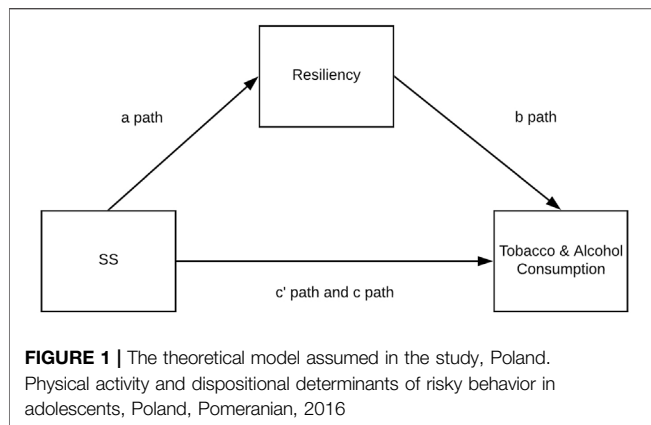 Resiliency
a path
b path
SS
Tobacco & Alcohol
Consumption
c' path and c path
FIGURE 1 | The theoretical model assumed in the study, Poland.
Physical activity and dispositional determinants of risky behavior in
adolescents, Poland, Pomeranian, 2016